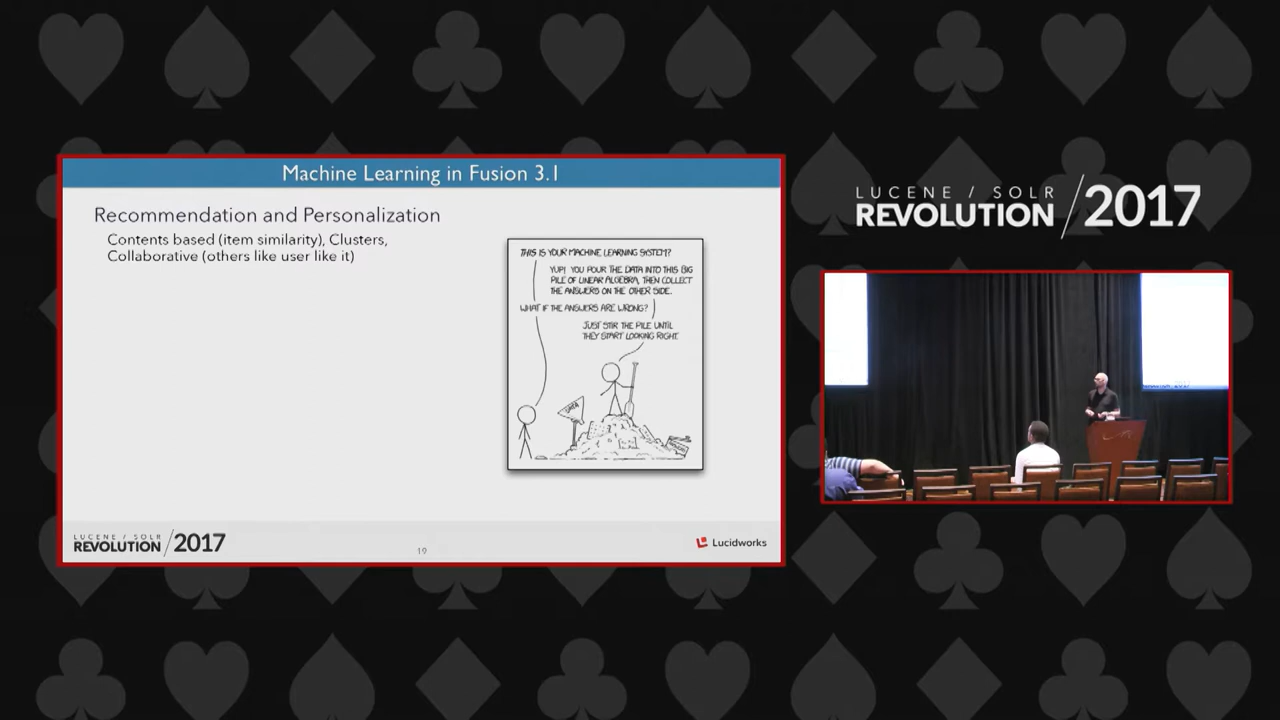 Machine Learning in Fusion 3.1
Recommendation and Personalization
Contents based (item similarity), Clusters,
Collaborative (others like user like it)
THIS IS YOUR MACHINE LEARNING SYSTEM?
YUP! YOU POUR THE DATA INTO THIS BIG
PILE OF LINEAR ALGEBRA, THEN COLLECT
THE ANSWERS ON THE OTHER SIDE.
WHAT IF THE ANSWERS ARE WRONG?
JUST STIR THE PILE UNTIL
THEY START LOOKING RIGHT.
DATA
LUCENE / SOLR
REVOLUTION /2017
19
Lucidworks
LUCENE / SOLR
REVOLUTION /2017